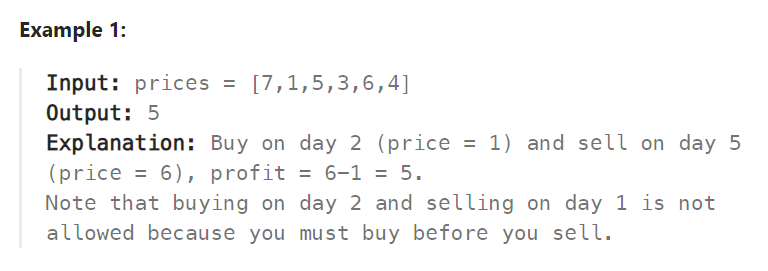 Example 1:
Input: prices = [7,1,5,3,6,4]
Output: 5
Explanation: Buy on day 2 (price = 1) and sell on day 5
(price = 6), profit = 6-1 = 5.
Note that buying on day 2 and selling on day 1 is not
allowed because you must buy before you sell.